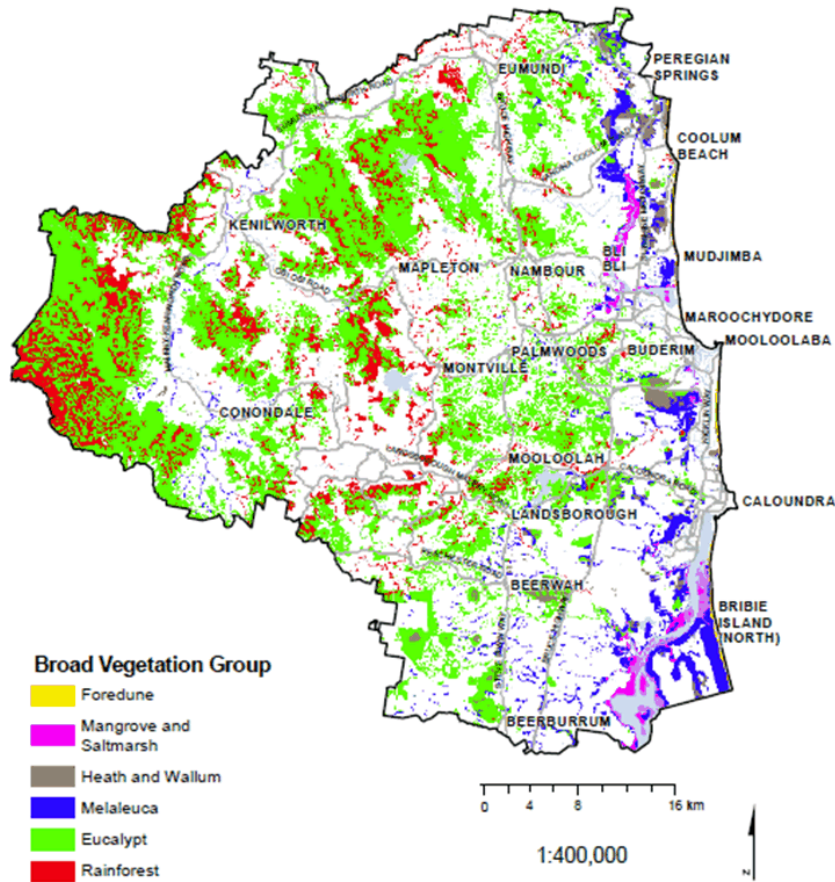 PEREGIAN
SPRINGS
EUMUNDI
COOLUM
BEACH
KENILWORTH
MAPLETON
NAMBOUR
BLI
BLI
MUDJIMBA
MAROOCHYDORE
MOOLOOLABA
PALMWOODS
BUDERIM
MONTVILLE
CONONDALE
MOOLOOLAH
CALOUNDRA
LANDSBOROUGH
BEERWAH
BRIBIE
ISLAND
(NORTH)
BEERBURRUM
Broad Vegetation Group
Foredune
Mangrove and
Saltmarsh
Heath and Wallum
Melaleuca
Eucalypt
Rainforest
0 4 8 16 km
1:400,000
N